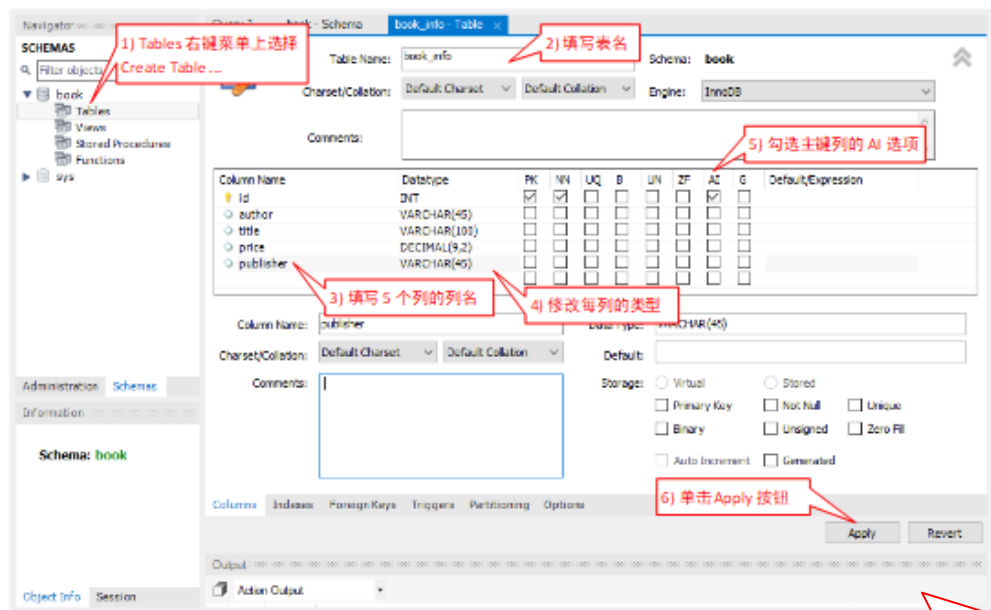 Navigator
book - Schema
book_info - Table ×
SCHEMAS
Filter objects
1) Tables 右键菜单上选择
Create Table ...
2) 填写表名
Table Name:
book_info
Schema:
book
Charset/Collation:
Default Charset
Default Collation
Engine:
InnoDB
Comments:
book
Tables
Views
Stored Procedures
Functions
sys
5) 勾选主键列的 AI 选项
Column Name Datatype PK NN UQ B UN ZF AI G Default/Expression
id INT
author VARCHAR(45)
title VARCHAR(100)
price DECIMAL(9,2)
publisher VARCHAR(45)
3) 填写 5 个列的列名
4) 修改每列的类型
Column Name:
publisher
Data Type:
VARCHAR(45)
Charset/Collation:
Default Charset
Default Collation
Default:
Comments:
Storage:
Virtual
Stored
Primary Key
Not Null
Unique
Binary
Unsigned
Zero Fill
Auto Increment
Generated
Administration Schemas
Information
Schema: book
6) 单击 Apply 按钮
Columns Indexes Foreign Keys Triggers Partitioning Options
Apply
Revert
Output
Action Output
Object Info Session